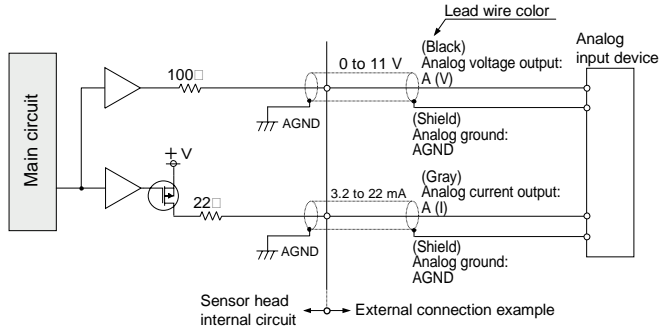 Lead wire color
Main circuit
100□
0 to 11 V
(Black)
Analog voltage output:
A (V)
Analog
input device
AGND
(Shield)
Analog ground:
AGND
+V
22□
3.2 to 22 mA
(Gray)
Analog current output:
A (I)
AGND
(Shield)
Analog ground:
AGND
Sensor head
internal circuit
External connection example